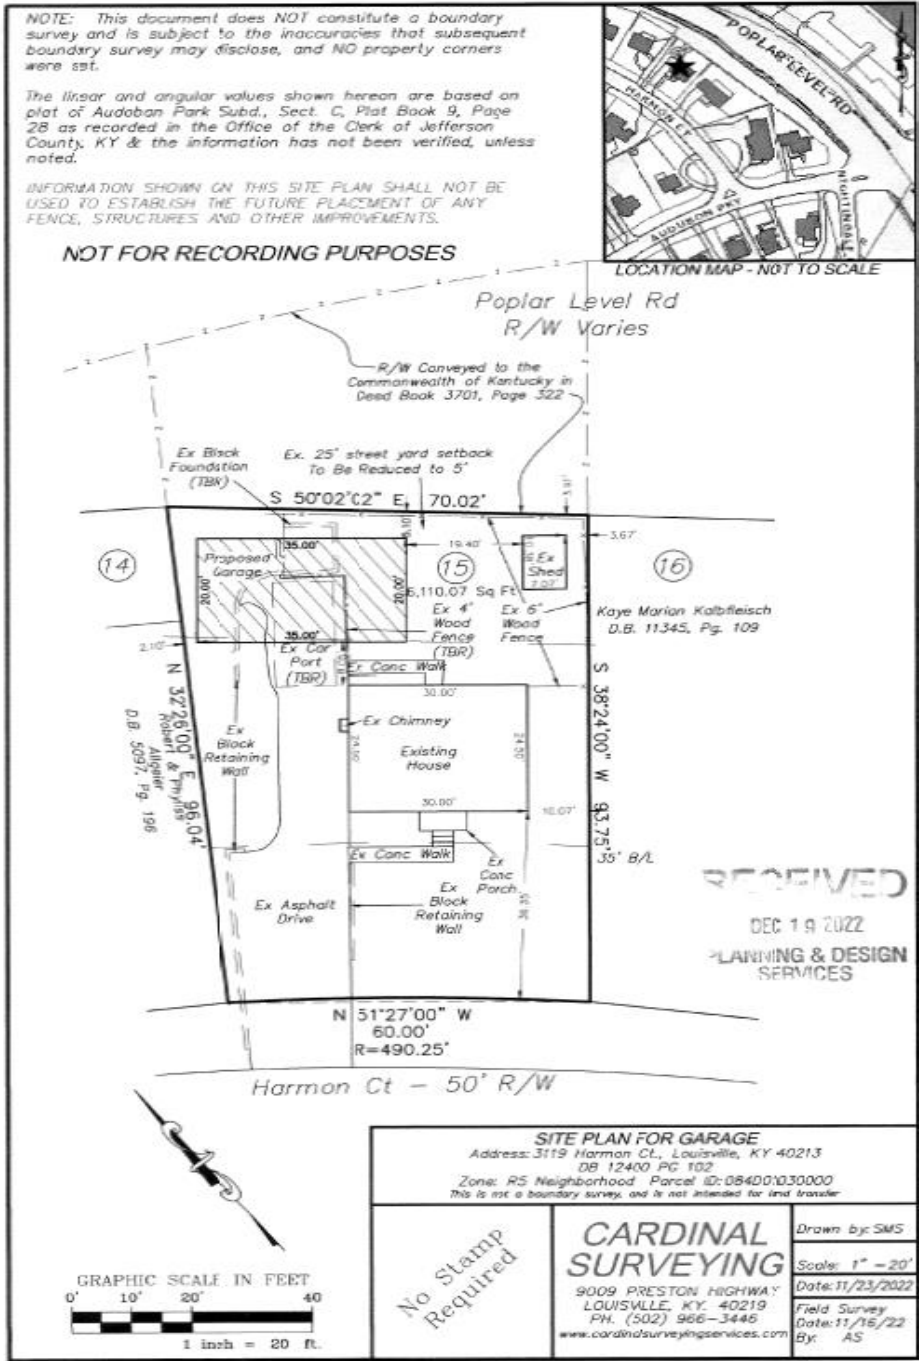 NOTE: This document does NOT constitute a boundary
survey and is subject to the inaccuracies that subsequent
boundary survey may disclose, and NO property corners
were set.
The linear and angular values shown hereon are based on
plat of Audoban Park Subd., Sect. C, Plat Book 9, Page
28 as recorded in the Office of the Clerk of Jefferson
County, KY & the information has not been verified, unless
noted.
INFORMATION SHOWN ON THIS SITE PLAN SHALL NOT BE
USED TO ESTABLISH THE FUTURE PLACEMENT OF ANY
FENCE, STRUCTURES AND OTHER IMPROVEMENTS.
NOT FOR RECORDING PURPOSES
POPLAR LEVEL RD
HARMON CT
AUDUBON PKY
NIGHTINGALE
LOCATION MAP - NOT TO SCALE
Poplar Level Rd
R/W Varies
R/W Conveyed to the
Commonwealth of Kentucky in
Deed Book 3701, Page 322
Ex Block
Foundation
(TBR)
Ex. 25' street yard setback
To Be Reduced to 5'
S 50°02'02" E 70.02'
35.00'
19.40'
3.67'
14
Proposed
Garage
15
Ex
Shed
7.07'
16
20.00'
20.00'
6,110.07 Sq Ft
Ex 4'
Wood
Fence
(TBR)
Ex 6'
Wood
Fence
Kaye Marian Kalbfleisch
D.B. 11345, Pg. 109
35.00'
2.10'
Ex Car
Port
(TBR)
Ex Conc Walk
30.00'
N 32°26'00" E 96.04'
Robert & Phyliss
Allgeier
D.B. 5097, Pg. 196
Ex
Block
Retaining
Wall
Ex Chimney
Existing
House
S 38°24'00" W 93.75'
30.00'
Ex Conc Walk
Ex
Conc
Porch
35' B/L
Ex Asphalt
Drive
Ex
Block
Retaining
Wall
RECEIVED
DEC 19 2022
PLANNING & DESIGN
SERVICES
N 51°27'00" W
60.00'
R=490.25'
Harmon Ct - 50' R/W
GRAPHIC SCALE IN FEET
0' 10' 20' 40
1 inch = 20 ft.
SITE PLAN FOR GARAGE
Address: 3119 Harmon Ct., Louisville, KY 40213
DB 12400 PG 102
Zone: R5 Neighborhood Parcel ID: 084D01030000
This is not a boundary survey, and is not intended for land transfer
No Stamp
Required
CARDINAL
SURVEYING
9009 PRESTON HIGHWAY
LOUISVILLE, KY. 40219
PH. (502) 966-3446
www.cardinalsurveyingservices.com
Drawn by: SMS
Scale: 1" = 20'
Date: 11/23/2022
Field Survey
Date: 11/16/22
By: AS